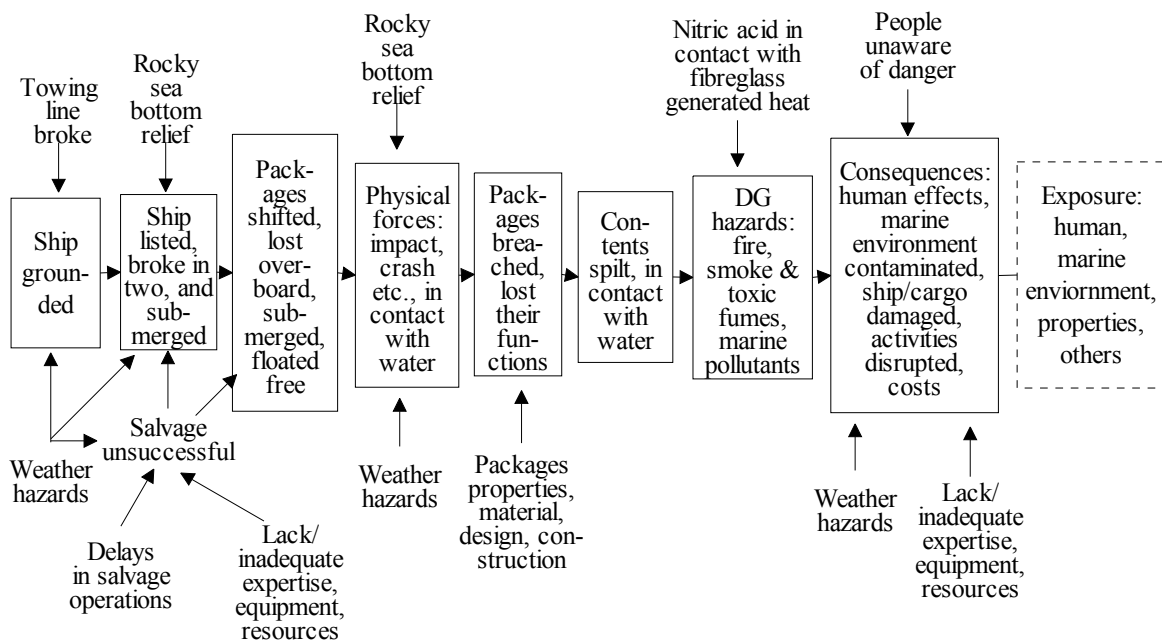 Towing
line
broke
Rocky
sea
bottom
relief
Rocky
sea
bottom
relief
Nitric acid in
contact with
fibreglass
generated heat
People
unaware
of danger
Ship
groun-
ded
Ship
listed,
broke in
two, and
sub-
merged
Pack-
ages
shifted,
lost
over-
board,
sub-
merged,
floated
free
Physical
forces:
impact,
crash
etc., in
contact
with
water
Packag-
es
brea-
ched,
lost
their
fun-
ctions
Con-
tents
spilt, in
contact
with
water
DG
hazards:
fire,
smoke &
toxic
fumes,
marine
pollutants
Consequences:
human effects,
marine
environment
contaminated,
ship/cargo
damaged,
activities
disrupted,
costs
Exposure:
human,
marine
enviornment,
properties,
others
Weather
hazards
Salvage
unsuccessful
Delays
in salvage
operations
Lack/
inadequate
expertise,
equipment,
resources
Weather
hazards
Packages
properties,
material,
design, con-
struction
Weather
hazards
Lack/
inadequate
expertise,
equipment,
resources